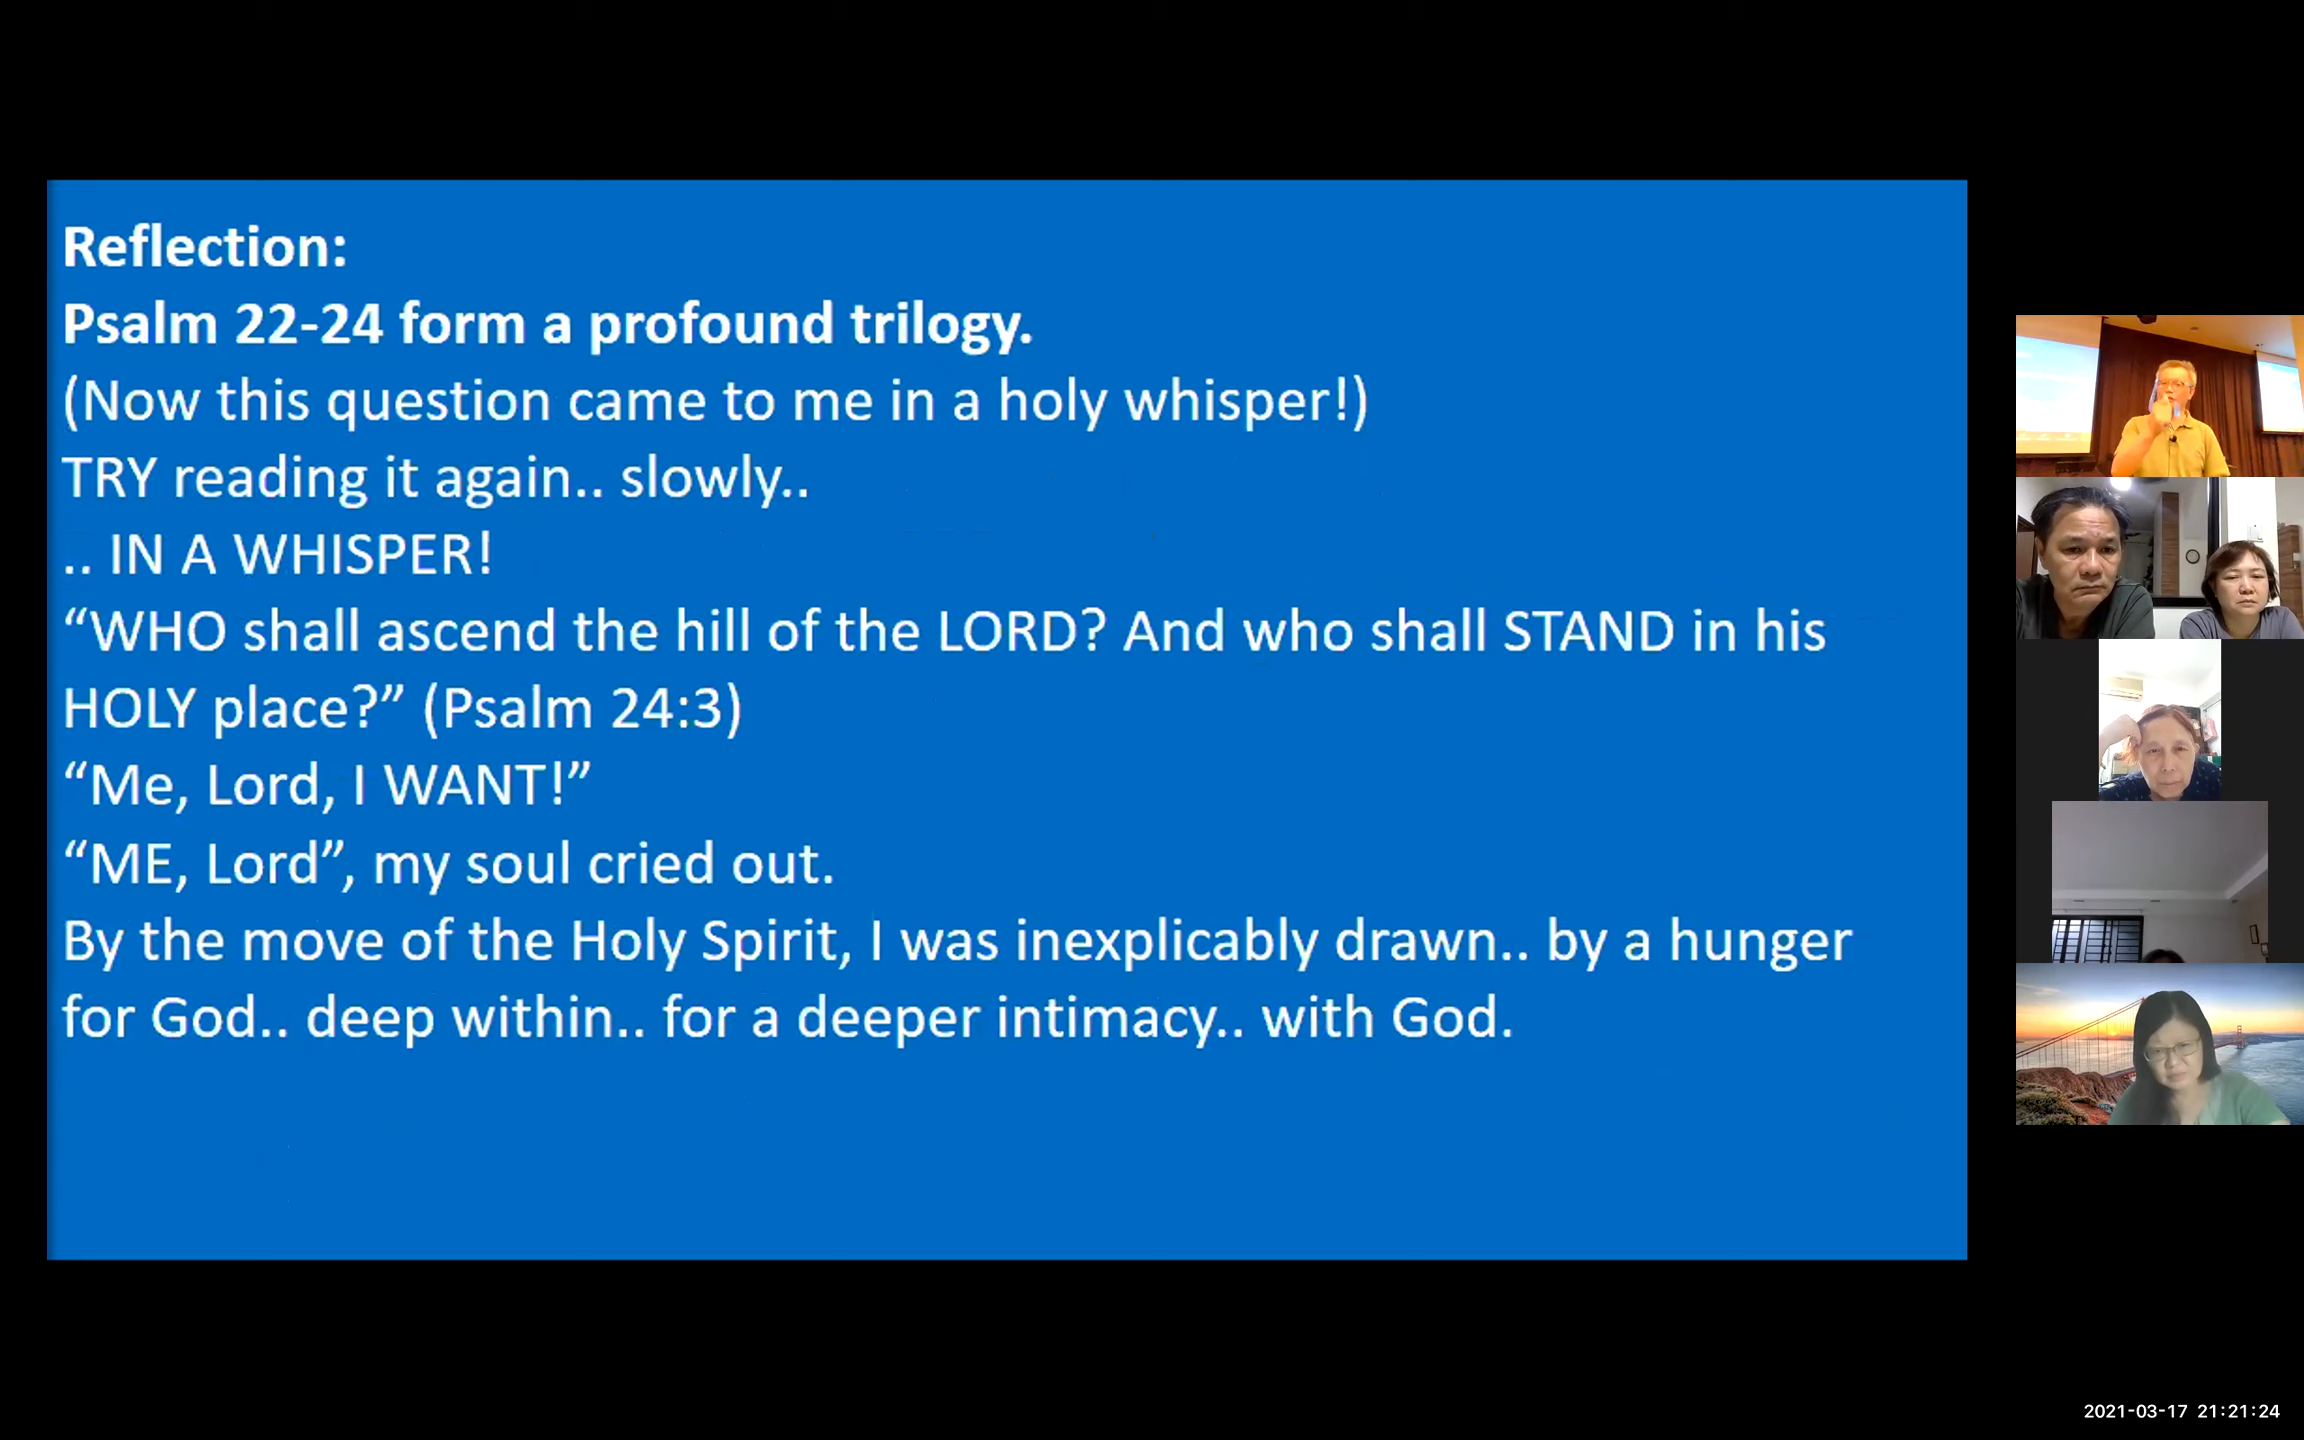 Reflection:
Psalm 22-24 form a profound trilogy.
(Now this question came to me in a holy whisper!)
TRY reading it again.. slowly..
.. IN A WHISPER!
“WHO shall ascend the hill of the LORD? And who shall STAND in his
HOLY place?” (Psalm 24:3)
“Me, Lord, I WANT!”
“ME, Lord”, my soul cried out.
By the move of the Holy Spirit, I was inexplicably drawn.. by a hunger
for God.. deep within.. for a deeper intimacy.. with God.
2021-03-17 21:21:24